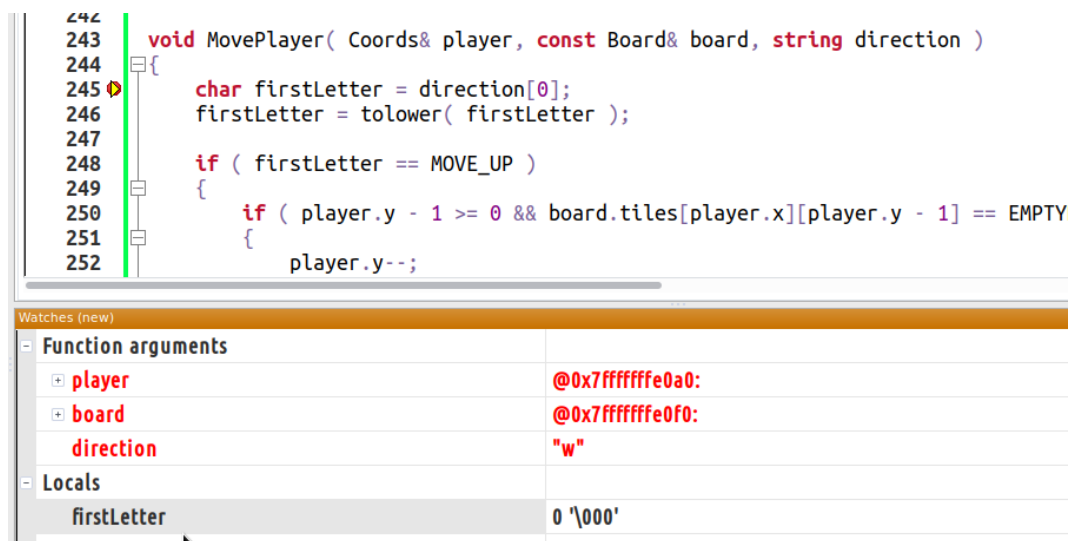 242
243 void MovePlayer( Coords& player, const Board& board, string direction )
244 {
245 char firstLetter = direction[0];
246 firstLetter = tolower( firstLetter );
247
248 if ( firstLetter == MOVE_UP )
249 {
250 if ( player.y - 1 >= 0 && board.tiles[player.x][player.y - 1] == EMPTY
251 {
252 player.y--;
Watches (new)
Function arguments
player @0x7fffffffe0a0:
board @0x7fffffffe0f0:
direction "w"
Locals
firstLetter 0 '\000'